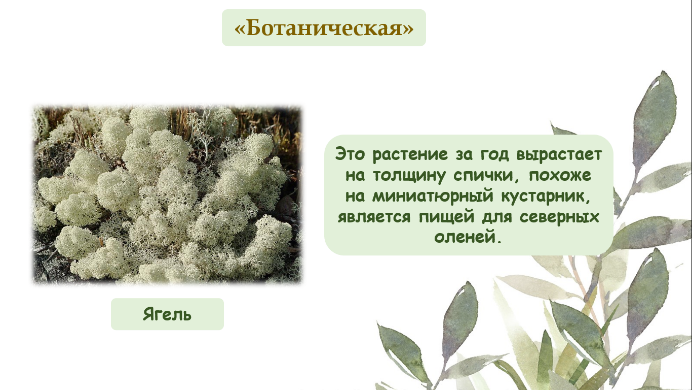 «Ботаническая»
Это растение за год вырастает
на толщину спички, похоже
на миниатюрный кустарник,
является пищей для северных
оленей.
Ягель